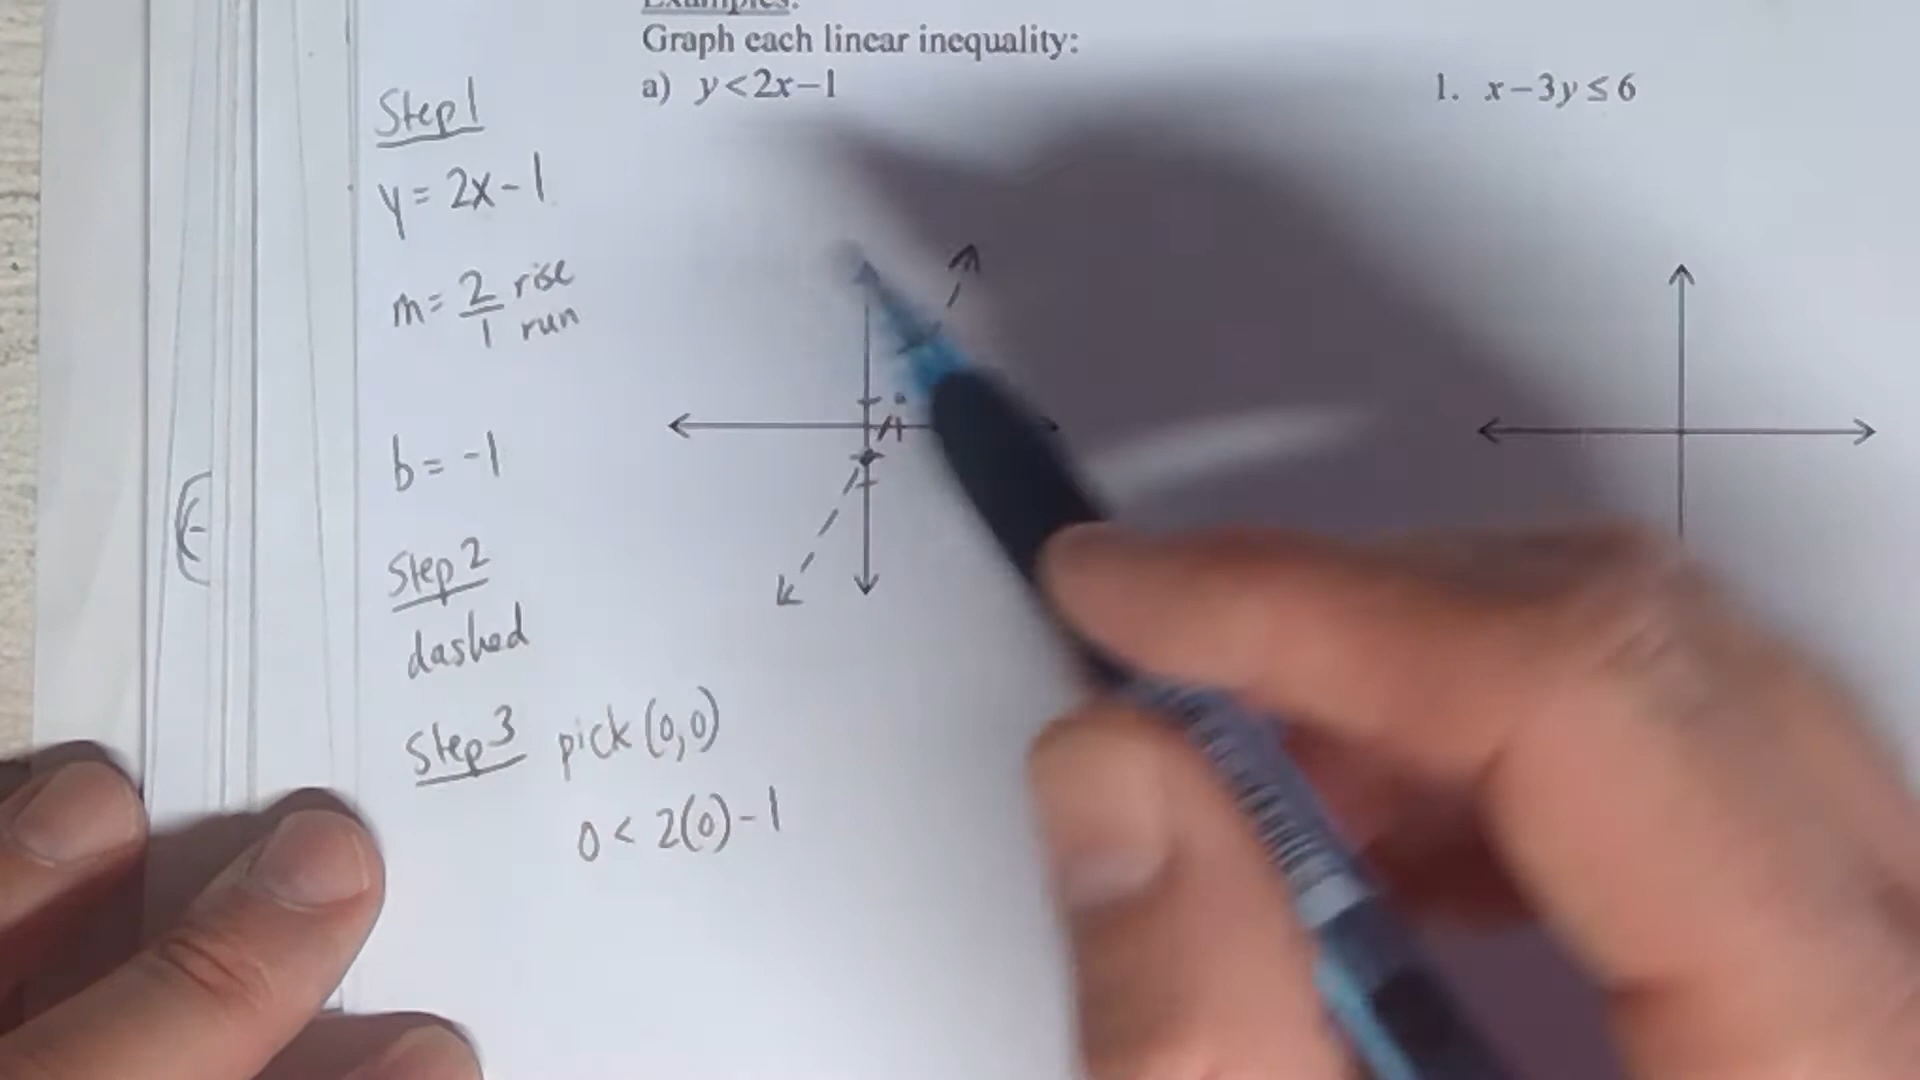 Examples:
Graph each linear inequality:
a) y<2x−1
1. x−3y≤6
Step 1
y = 2x - 1
m = 2/1 rise run
b = -1
Step 2
dashed
Step 3 pick (0,0)
0 < 2(0) - 1